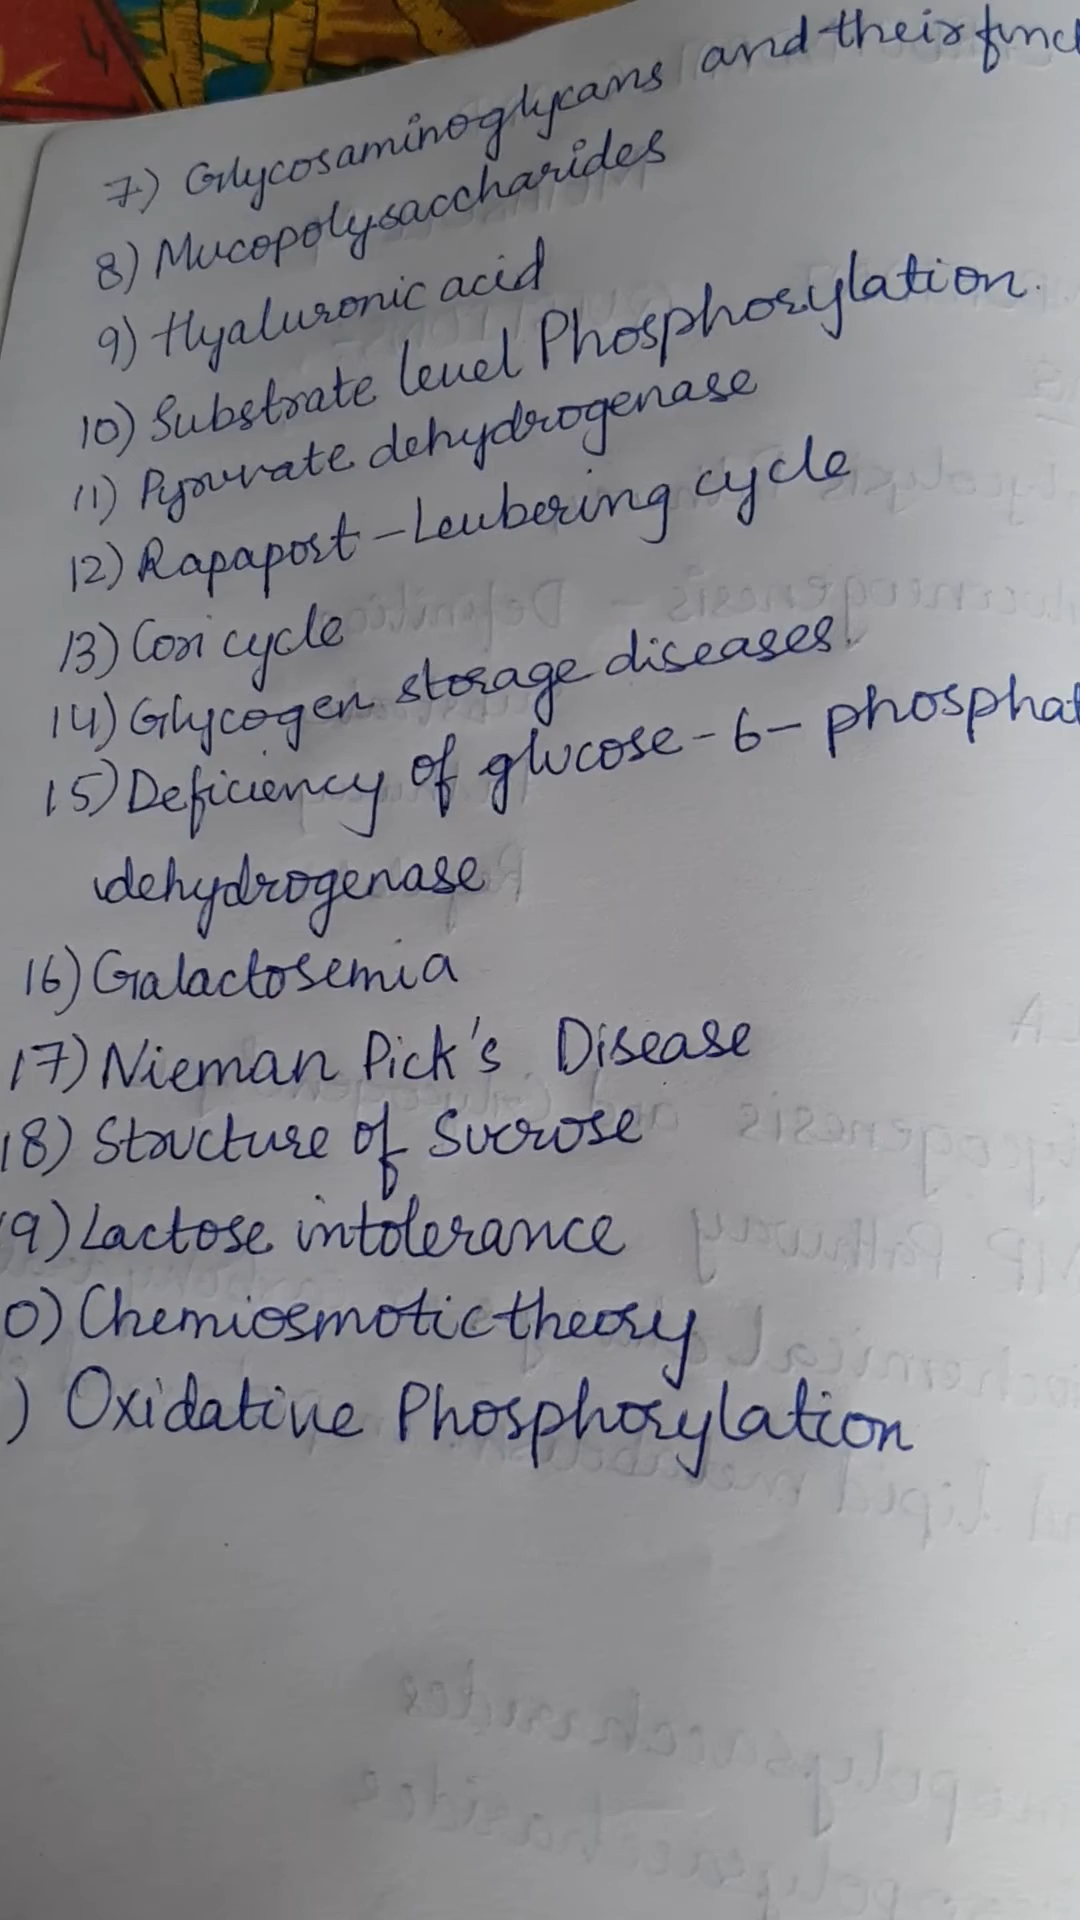 7) Glycosaminoglycans and their funct
8) Mucopolysaccharides
9) Hyaluronic acid
10) Substrate level Phosphorylation.
11) Pyruvate dehydrogenase
12) Rapaport - Leubering cycle
13) Cori cycle
14) Glycogen storage diseases.
15) Deficiency of glucose - 6 - phosphat
dehydrogenase
16) Galactosemia
17) Nieman Pick's Disease
18) Structure of Sucrose
9) Lactose intolerance
0) Chemiosmotic theory
) Oxidative Phosphorylation